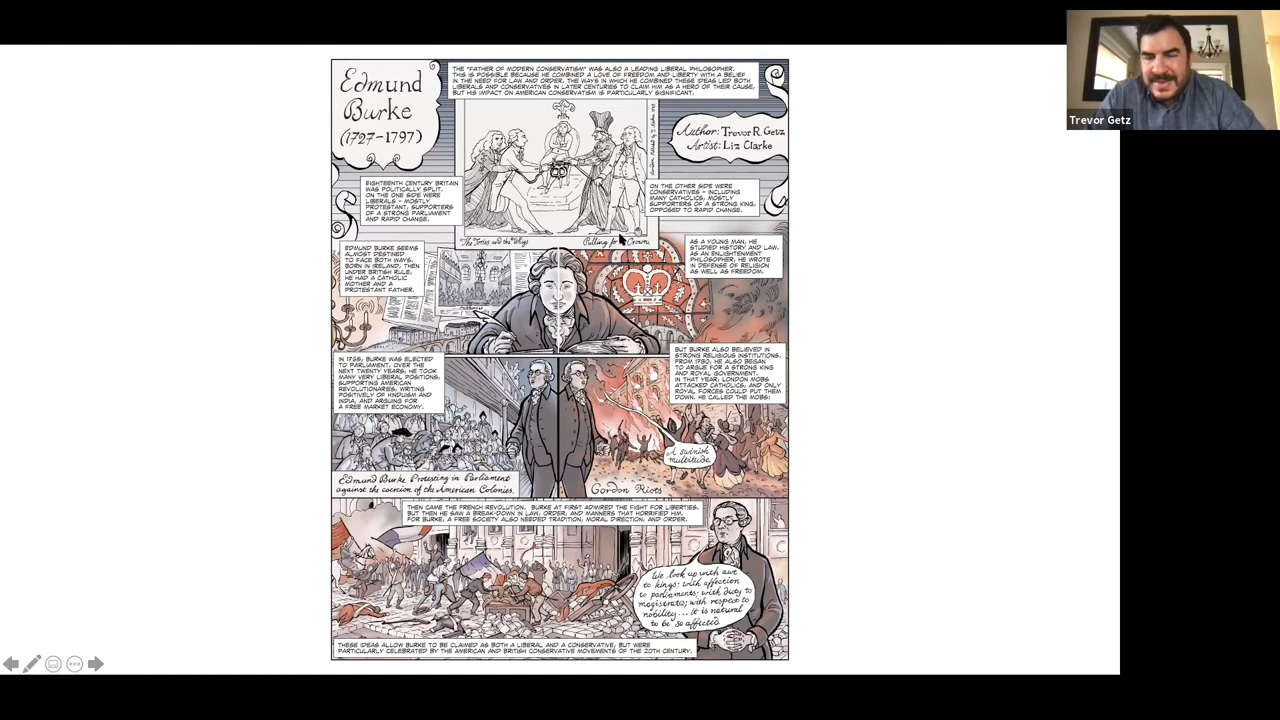 Edmund
Burke
(1727-1797)
THE "FATHER OF MODERN CONSERVATISM" WAS ALSO A LEADING LIBERAL PHILOSOPHER.
THIS IS POSSIBLE BECAUSE HE COMBINED A LOVE OF FREEDOM AND LIBERTY WITH A BELIEF
IN THE NEED FOR LAW AND ORDER. THE WAYS IN WHICH HE COMBINED THESE IDEAS LED BOTH
LIBERALS AND CONSERVATIVES IN LATER CENTURIES TO CLAIM HIM AS A HERO OF THEIR CAUSE,
BUT HIS IMPACT ON AMERICAN CONSERVATISM IS PARTICULARLY SIGNIFICANT.
Author: Trevor R. Getz
Artist: Liz Clarke
EIGHTEENTH CENTURY BRITAIN
WAS POLITICALLY SPLIT.
ON THE ONE SIDE WERE
LIBERALS - MOSTLY
PROTESTANT, SUPPORTERS
OF A STRONG PARLIAMENT
AND RAPID CHANGE.
ON THE OTHER SIDE WERE
CONSERVATIVES - INCLUDING
MANY CATHOLICS, MOSTLY
SUPPORTERS OF A STRONG KING,
OPPOSED TO RAPID CHANGE.
The Tories and the Whigs
Pulling for a Crown
EDMUND BURKE SEEMS
ALMOST DESTINED
TO FACE BOTH WAYS.
BORN IN IRELAND, THEN
UNDER BRITISH RULE,
HE HAD A CATHOLIC
MOTHER AND A
PROTESTANT FATHER.
AS A YOUNG MAN, HE
STUDIED HISTORY AND LAW.
AS AN ENLIGHTENMENT
PHILOSOPHER, HE WROTE
IN DEFENSE OF RELIGION
AS WELL AS FREEDOM.
IN 1765, BURKE WAS ELECTED
TO PARLIAMENT. OVER THE
NEXT TWENTY YEARS, HE TOOK
MANY VERY LIBERAL POSITIONS,
SUPPORTING AMERICAN
REVOLUTIONARIES, WRITING
POSITIVELY OF HINDUISM AND
INDIA, AND ARGUING FOR
A FREE MARKET ECONOMY.
BUT BURKE ALSO BELIEVED IN
STRONG RELIGIOUS INSTITUTIONS.
FROM 1780, HE ALSO BEGAN
TO ARGUE FOR A STRONG KING
AND ROYAL GOVERNMENT.
IN THAT YEAR, LONDON MOBS
ATTACKED CATHOLICS, AND ONLY
ROYAL FORCES COULD PUT THEM
DOWN. HE CALLED THE MOBS:
A swinish
multitude.
Edmund Burke Protesting in Parliament
against the coercion of the American Colonies.
Gordon Riots
THEN CAME THE FRENCH REVOLUTION. BURKE AT FIRST ADMIRED THE FIGHT FOR LIBERTIES.
BUT THEN HE SAW A BREAK-DOWN IN LAW, ORDER, AND MANNERS THAT HORRIFIED HIM.
FOR BURKE, A FREE SOCIETY ALSO NEEDED TRADITION, MORAL DIRECTION, AND ORDER.
We look up with awe
to kings; with affection
to parliaments; with duty to
magistrates; with respect to
nobility... it is natural
to be so affected.
THESE IDEAS ALLOW BURKE TO BE CLAIMED AS BOTH A LIBERAL AND A CONSERVATIVE, BUT WERE
PARTICULARLY CELEBRATED BY THE AMERICAN AND BRITISH CONSERVATIVE MOVEMENTS OF THE 20TH CENTURY.
Trevor Getz